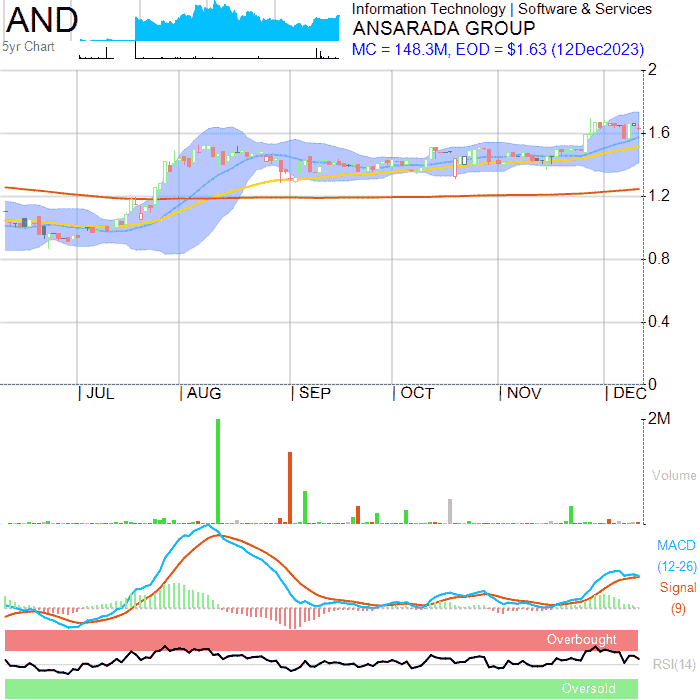 AND
5yr Chart
Information Technology | Software & Services
ANSARADA GROUP
MC = 148.3M, EOD = $1.63 (12Dec2023)
2
1.6
1.2
0.8
0.4
0
| JUL | AUG | SEP | OCT | NOV | DEC
2M
Volume
MACD
(12-26)
Signal
(9)
Overbought
RSI(14)
Oversold